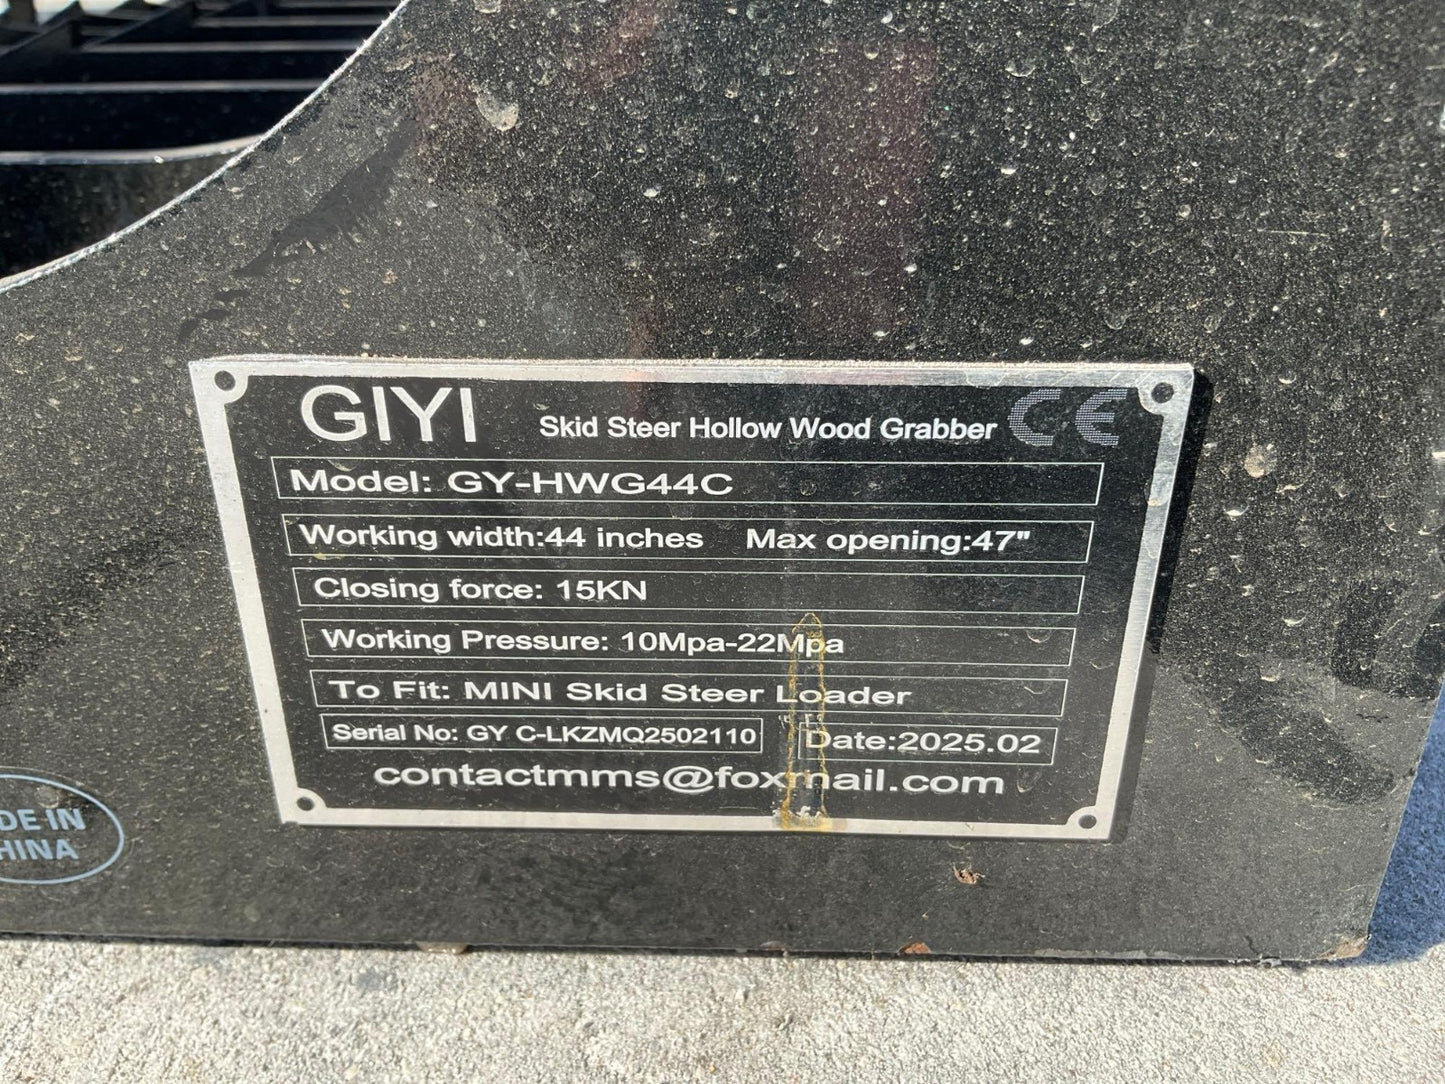 GIYI Skid Steer Hollow Wood Grabber CE
Model: GY-HWG44C
Working width:44 inches Max opening:47"
Closing force: 15KN
Working Pressure: 10Mpa-22Mpa
To Fit: MINI Skid Steer Loader
Serial No: GY C-LKZMQ2502110 Date:2025.02
contactmms@foxmail.com
DE IN
HINA